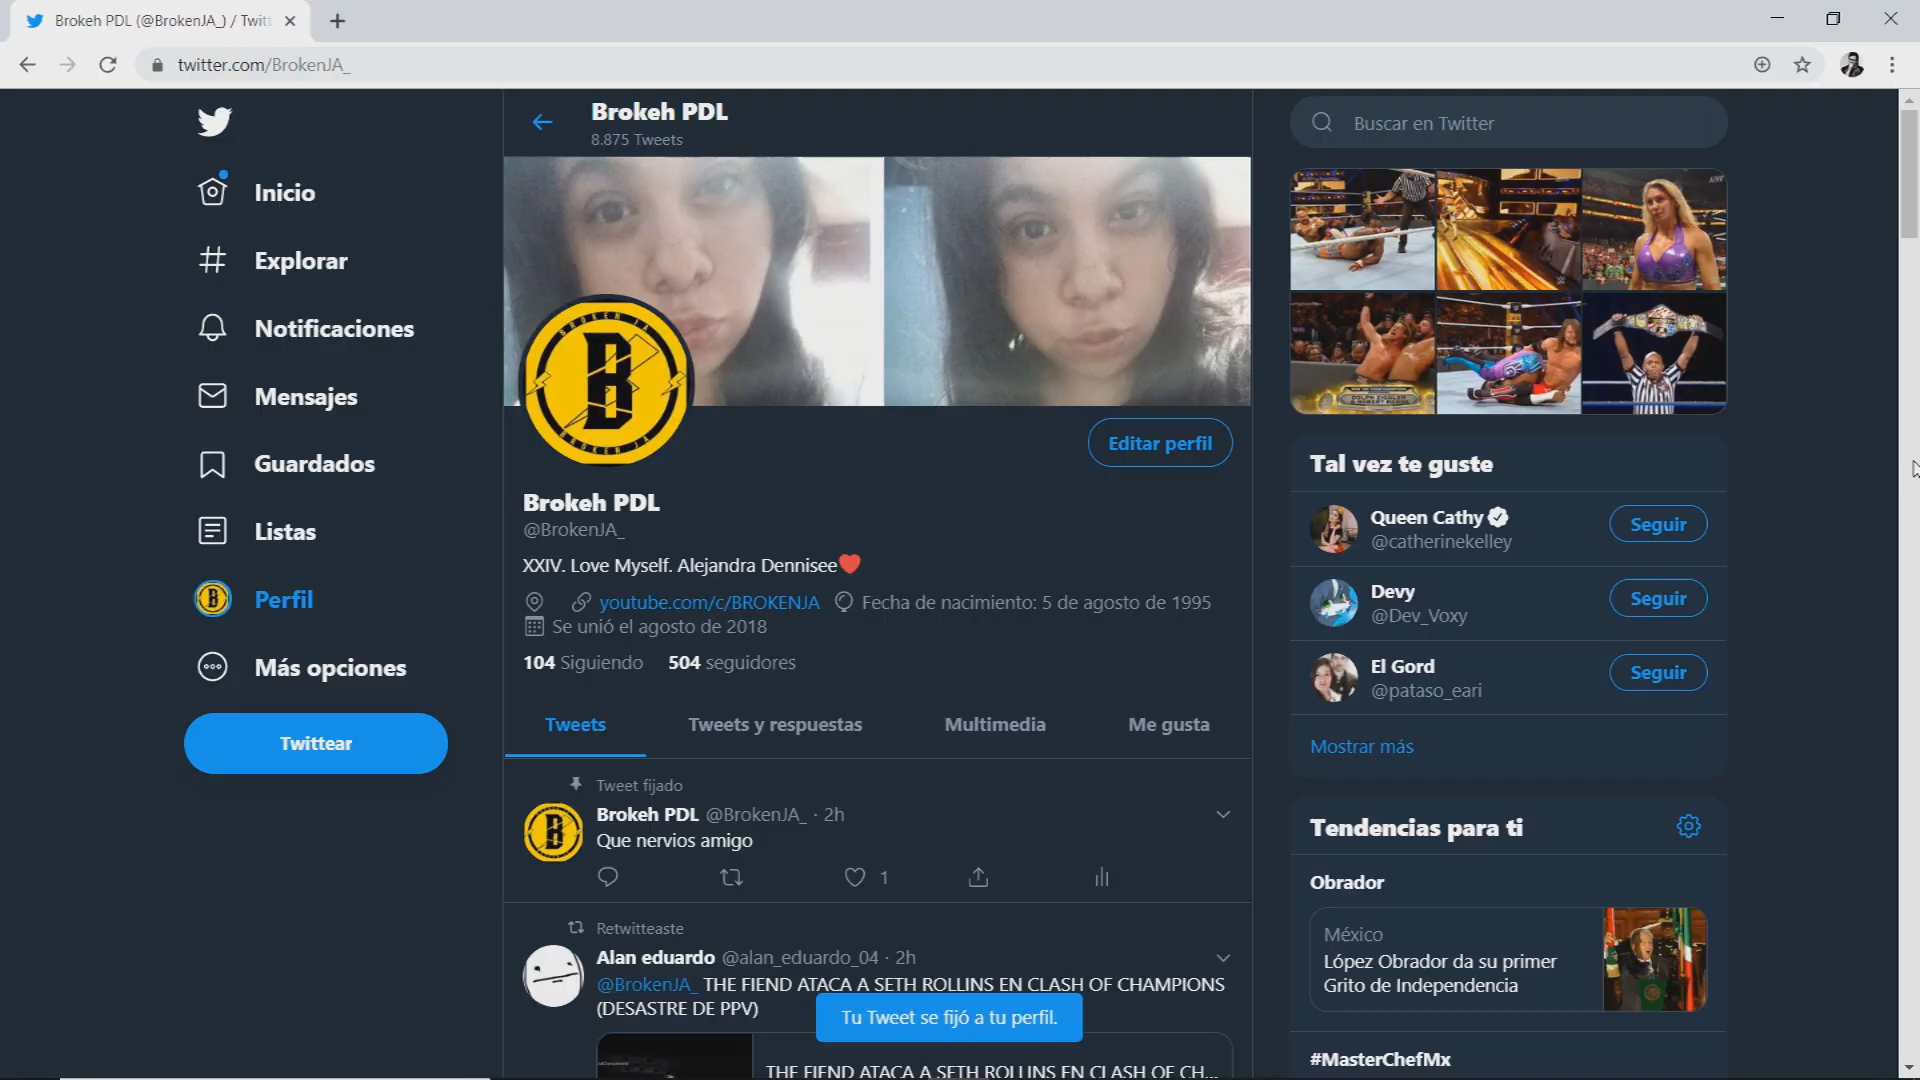 Brokeh PDL (@BrokenJA_) / Twitt
twitter.com/BrokenJA_
Inicio
Explorar
Notificaciones
Mensajes
Guardados
Listas
Perfil
Más opciones
Twittear
Brokeh PDL
8.875 Tweets
B
BROKEN JA
BROKEN JA
Editar perfil
Brokeh PDL
@BrokenJA_
XXIV. Love Myself. Alejandra Dennisee
youtube.com/c/BROKENJA Fecha de nacimiento: 5 de agosto de 1995
Se unió el agosto de 2018
104 Siguiendo 504 seguidores
Tweets Tweets y respuestas Multimedia Me gusta
Tweet fijado
Brokeh PDL @BrokenJA_ · 2h
Que nervios amigo
1
Retwitteaste
Alan eduardo @alan_eduardo_04 · 2h
@BrokenJA_ THE FIEND ATACA A SETH ROLLINS EN CLASH OF CHAMPIONS
(DESASTRE DE PPV)
Tu Tweet se fijó a tu perfil.
THE FIEND ATACA A SETH ROLLINS EN CLASH OF CH...
Buscar en Twitter
Tal vez te guste
Queen Cathy
@catherinekelley
Seguir
Devy
@Dev_Voxy
Seguir
El Gord
@pataso_eari
Seguir
Mostrar más
Tendencias para ti
Obrador
México
López Obrador da su primer
Grito de Independencia
#MasterChefMx